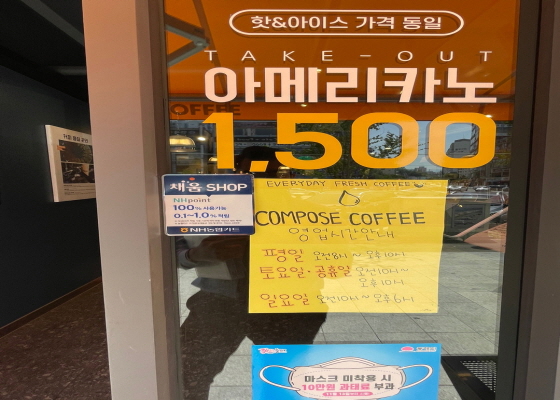 핫&아이스 가격 동일
TAKE-OUT
아메리카노
COFFEE
1,500
채움 SHOP
NHpoint
100% 사용가능
0.1~1.0% 적립
NH농협카드
EVERYDAY FRESH COFFEE
COMPOSE COFFEE
영업시간안내
평일 오전8시~오후10시
토요일·공휴일 오전10시~
오후10시
일요일 오전10시~오후6시
마스크 미착용 시
10만원 과태료 부과